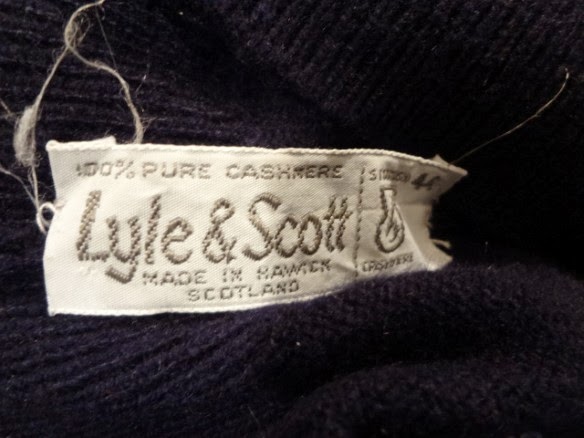 100% PURE CASHMERE
Lyle & Scott
MADE IN HAWICK
SCOTLAND
44
CASHMERE